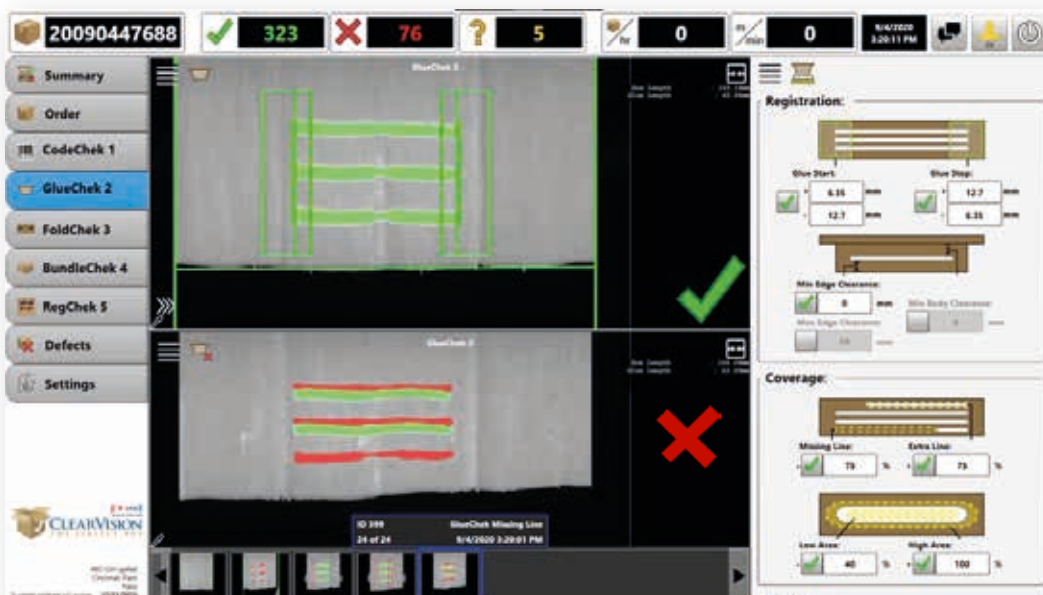 20090447688
323
76
5
hr
0
min
0
9/4/2020
3:20:11 PM
Summary
Order
CodeChek 1
GlueChek 2
FoldChek 3
BundleChek 4
RegChek 5
Defects
Settings
CLEARVISION
ID 399
GlueChek Missing Line
24 of 24
9/4/2020 3:20:01 PM
Registration:
Glue Start:
Glue Stop:
+ 6.35 mm
+ 12.7 mm
- 12.7 mm
- 6.35 mm
Min Edge Clearance:
0 mm
Min Body Clearance:
Max Edge Clearance:
Coverage:
Missing Line:
Extra Line:
75 %
75 %
Low Area:
High Area:
40 %
100 %